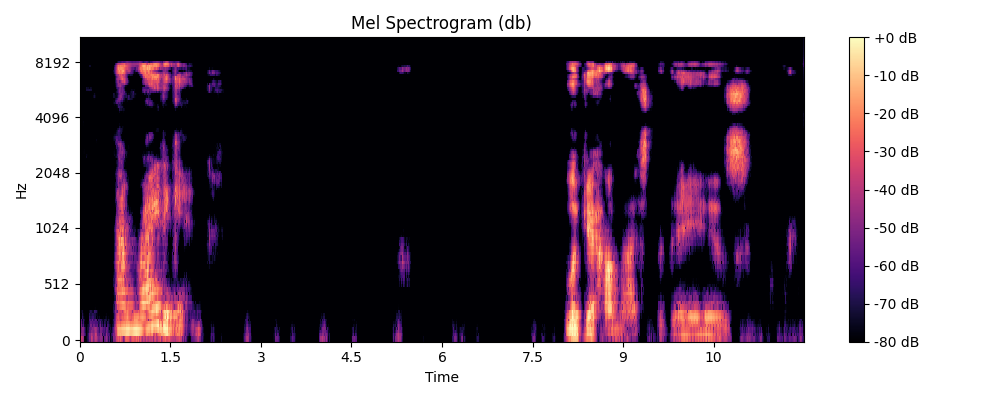 Mel Spectrogram (db)
8192
4096
2048
1024
512
0
Hz
0 1.5 3 4.5 6 7.5 9 10
Time
+0 dB
-10 dB
-20 dB
-30 dB
-40 dB
-50 dB
-60 dB
-70 dB
-80 dB